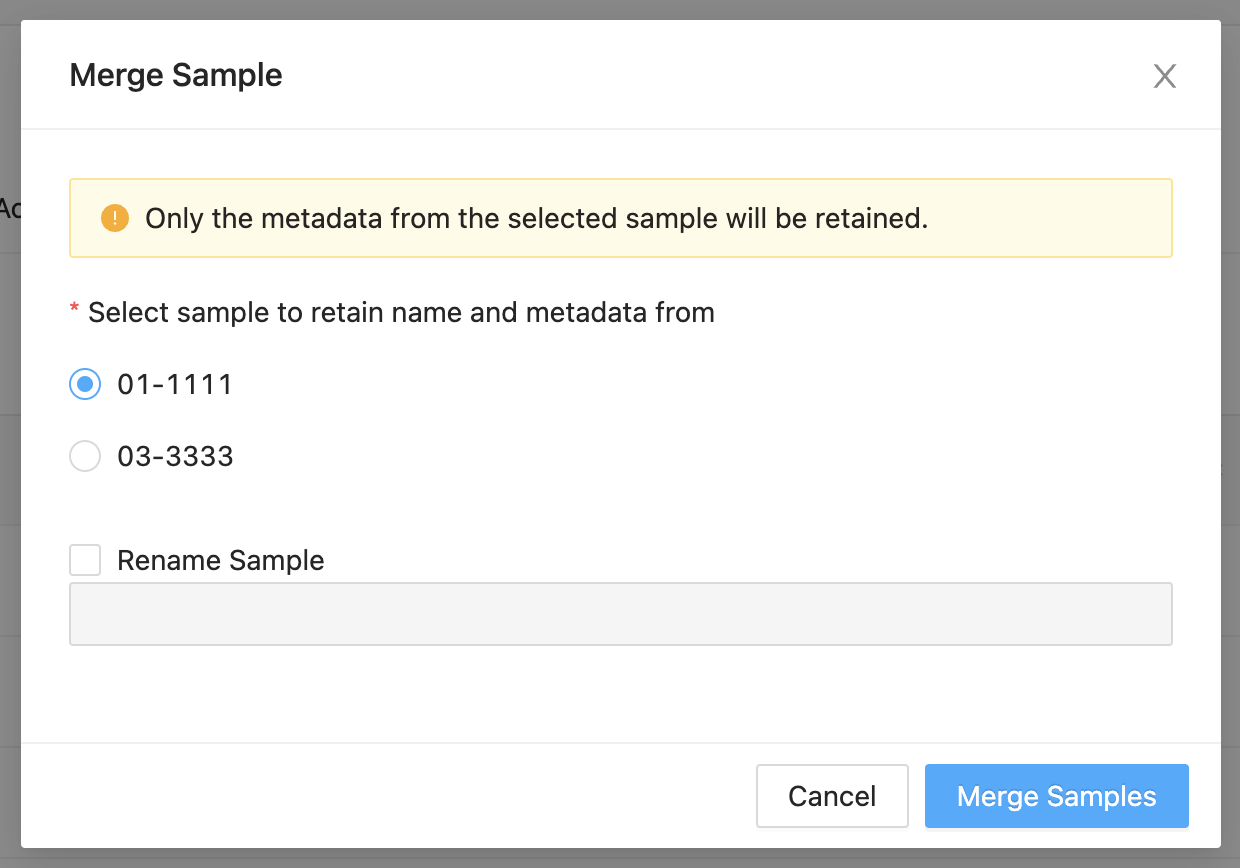 Merge Sample
Ac
! Only the metadata from the selected sample will be retained.
* Select sample to retain name and metadata from
01-1111
03-3333
Rename Sample
Cancel
Merge Samples